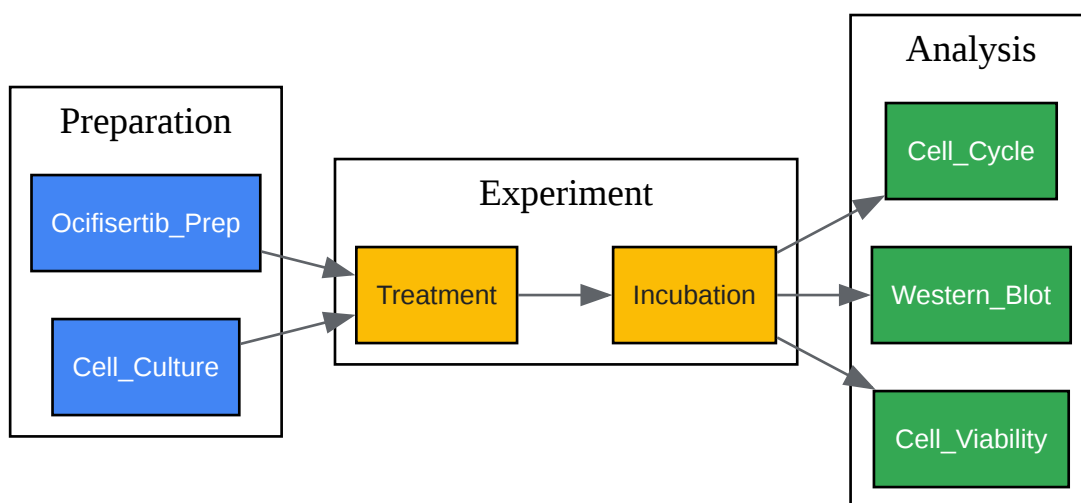 Preparation
Ocifisertib_Prep
Cell_Culture
Experiment
Treatment
Incubation
Analysis
Cell_Cycle
Western_Blot
Cell_Viability